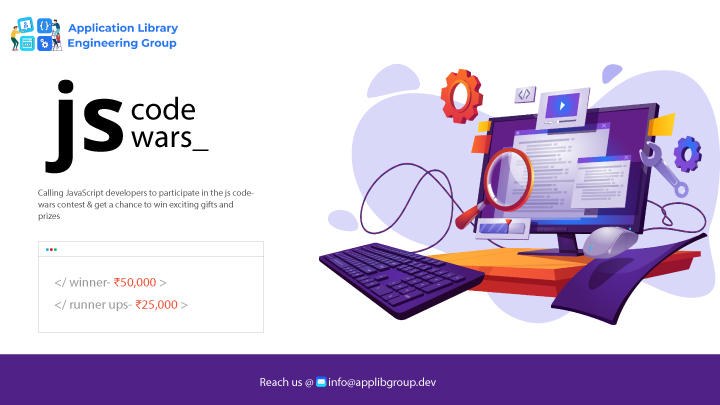 Application Library
Engineering Group
js code
wars_
Calling JavaScript developers to participate in the js code-
wars contest & get a chance to win exciting gifts and
prizes
</ winner- ₹50,000 >
</ runner ups- ₹25,000 >
Reach us @ info@applibgroup.dev